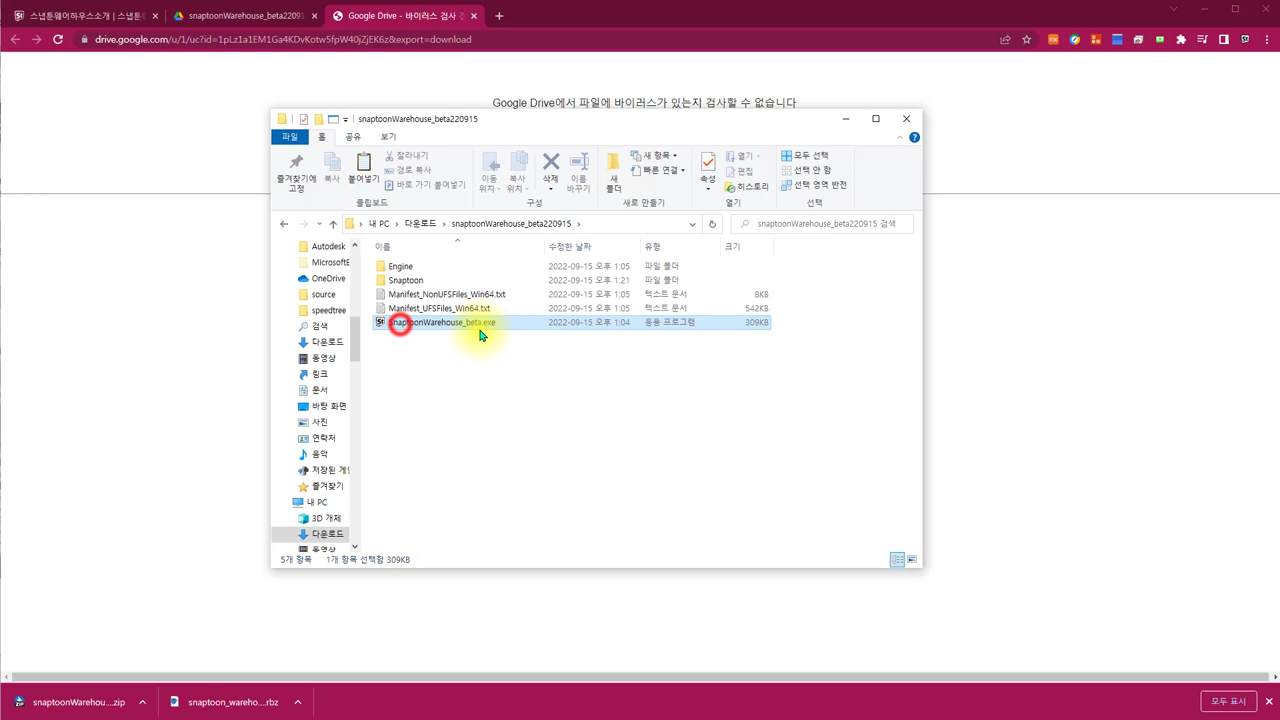 스냅툰웨어하우스소개 | 스냅툰
snaptoonWarehouse_beta220915
Google Drive - 바이러스 검사
drive.google.com/u/1/uc?id=1pLz1a1EM1Ga4KDvKotw5fpW40jZjEK6z&export=download
Google Drive에서 파일에 바이러스가 있는지 검사할 수 없습니다
snaptoonWarehouse_beta220915
파일 홈 공유 보기
즐겨찾기에 고정
복사
붙여넣기
잘라내기
경로 복사
바로 가기 붙여넣기
클립보드
이동 위치
복사 위치
삭제
이름 바꾸기
구성
새 폴더
새 항목
빠른 연결
새로 만들기
속성
열기
편집
히스토리
열기
모두 선택
선택 안 함
선택 영역 반전
선택
내 PC 다운로드 snaptoonWarehouse_beta220915
snaptoonWarehouse_beta220915 검색
이름 수정한 날짜 유형 크기
Engine 2022-09-15 오후 1:05 파일 폴더
Snaptoon 2022-09-15 오후 1:21 파일 폴더
Manifest_NonUFSFiles_Win64.txt 2022-09-15 오후 1:05 텍스트 문서 8KB
Manifest_UFSFiles_Win64.txt 2022-09-15 오후 1:05 텍스트 문서 542KB
snaptoonWarehouse_beta.exe 2022-09-15 오후 1:04 응용 프로그램 309KB
Autodesk
MicrosoftE
OneDrive
source
speedtree
검색
다운로드
동영상
링크
문서
바탕 화면
사진
연락처
음악
저장된 게임
즐겨찾기
내 PC
3D 개체
다운로드
동영상
5개 항목 1개 항목 선택함 309KB
snaptoonWarehou....zip
snaptoon_wareho....rbz
모두 표시